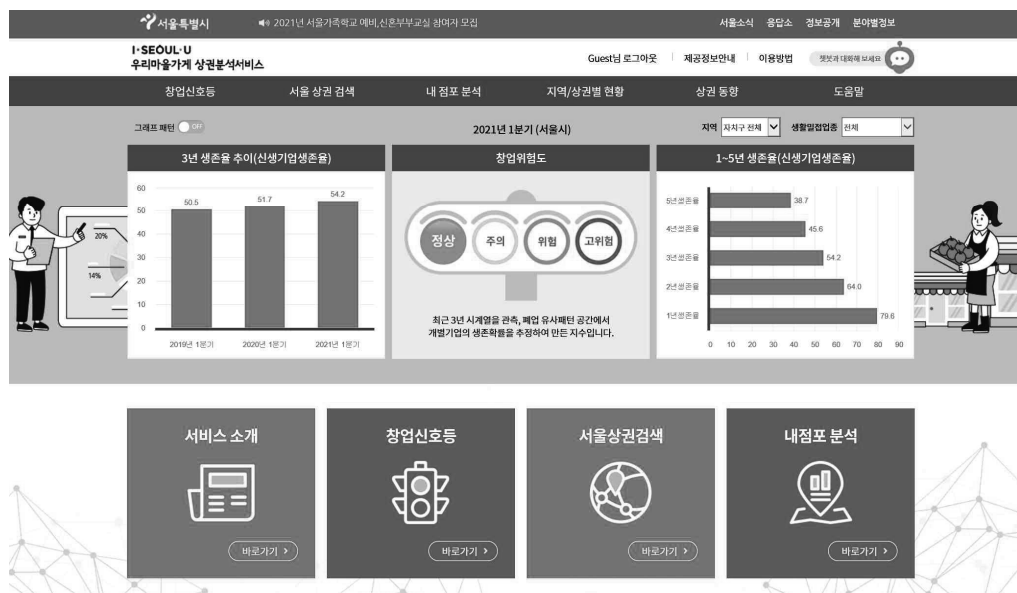 서울특별시
2021년 서울가족학교 예비,신혼부부교실 참여자 모집
서울소식 응답소 정보공개 분야별정보
I·SEOUL·U
우리마을가게 상권분석서비스
Guest님 로그아웃 제공정보안내 이용방법 챗봇과 대화해 보세요
창업신호등 서울 상권 검색 내 점포 분석 지역/상권별 현황 상권 동향 도움말
그래프 패턴 OFF
2021년 1분기 (서울시)
지역 자치구 전체 생활밀접업종 전체
3년 생존율 추이(신생기업생존율)
60
50
40
30
20
10
0
50.5 51.7 54.2
2019년 1분기 2020년 1분기 2021년 1분기
창업위험도
정상 주의 위험 고위험
최근 3년 시계열을 관측, 폐업 유사패턴 공간에서
개별기업의 생존확률을 추정하여 만든 지수입니다.
1~5년 생존율(신생기업생존율)
5년생존율 38.7
4년생존율 45.6
3년생존율 54.2
2년생존율 64.0
1년생존율 79.6
0 10 20 30 40 50 60 70 80 90
20%
14%
서비스 소개
바로가기 >
창업신호등
바로가기 >
서울상권검색
바로가기 >
내점포 분석
바로가기 >